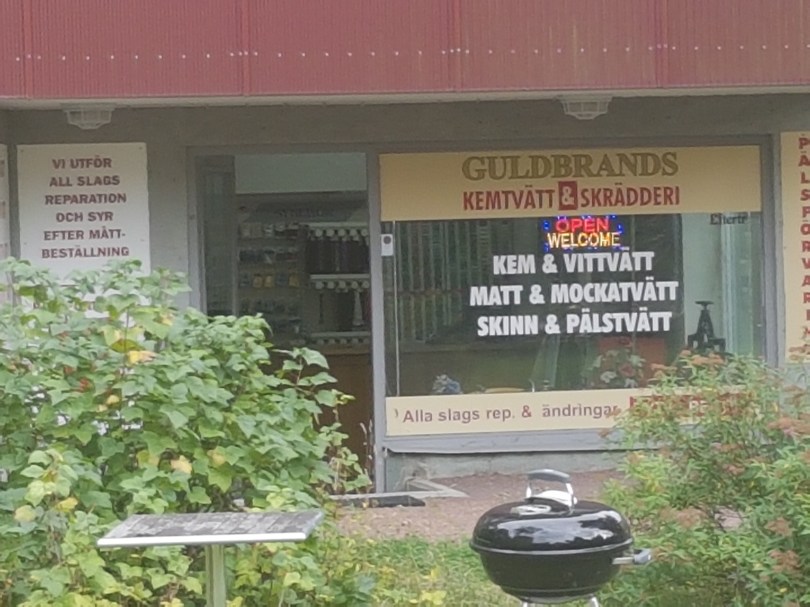 VI UTFÖR
ALL SLAGS
REPARATION
OCH SYR
EFTER MÅTT-
BESTÄLLNING
GULDBRANDS
KEMTVÄTT & SKRÄDDERI
OPEN
WELCOME
KEM & VITTVÄTT
MATT & MOCKATVÄTT
SKINN & PÄLSTVÄTT
Alla slags rep. & ändringar
PÄLSFÖRVARI